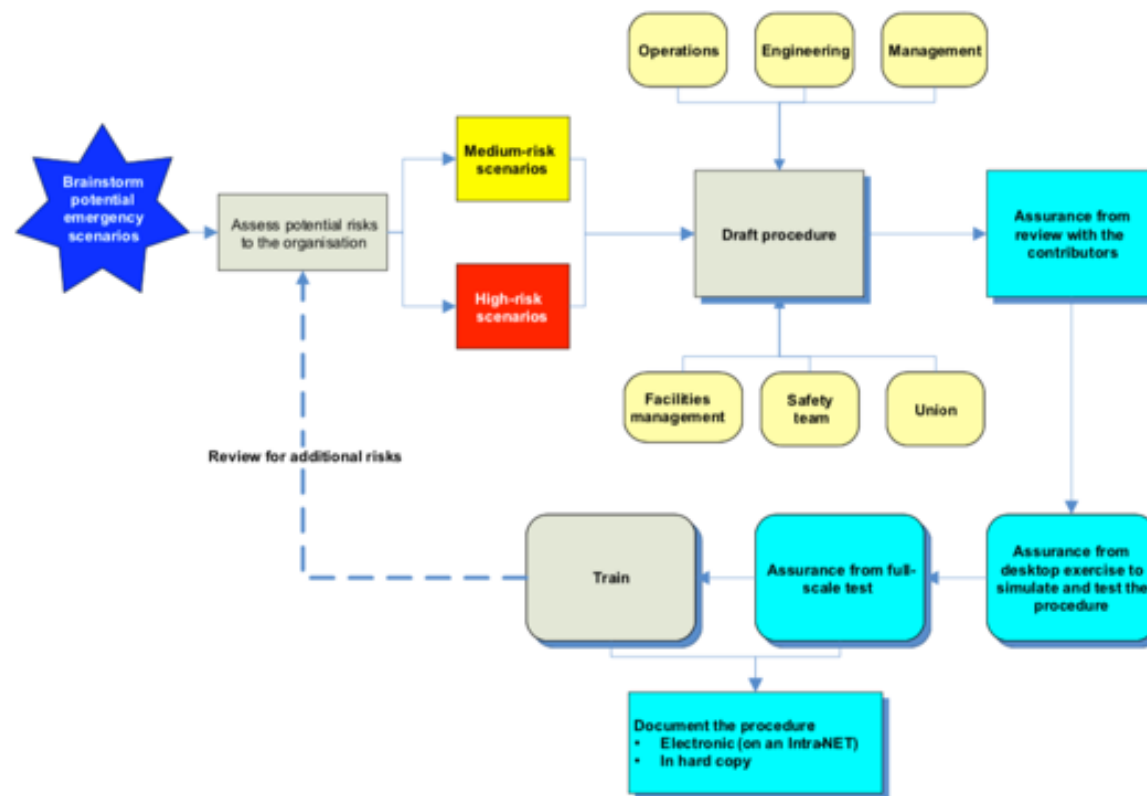 Operations
Engineering
Management
Brainstorm
potential
emergency
scenarios
Medium-risk
scenarios
Assess potential risks
to the organisation
Draft procedure
Assurance from
review with the
contributors
High-risk
scenarios
Facilities
management
Safety
team
Union
Review for additional risks
Train
Assurance from full-
scale test
Assurance from
desktop exercise to
simulate and test the
procedure
Document the procedure
• Electronic (on an Intra-NET)
• In hard copy